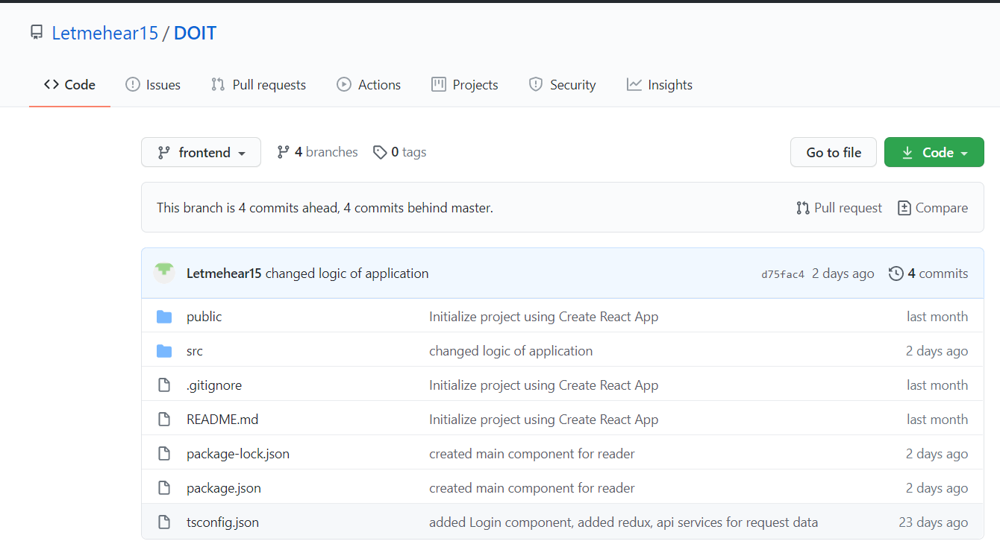 Letmehear15 / DOIT
Code Issues Pull requests Actions Projects Security Insights
frontend 4 branches 0 tags Go to file Code
This branch is 4 commits ahead, 4 commits behind master. Pull request Compare
Letmehear15 changed logic of application d75fac4 2 days ago 4 commits
public Initialize project using Create React App last month
src changed logic of application 2 days ago
.gitignore Initialize project using Create React App last month
README.md Initialize project using Create React App last month
package-lock.json created main component for reader 2 days ago
package.json created main component for reader 2 days ago
tsconfig.json added Login component, added redux, api services for request data 23 days ago